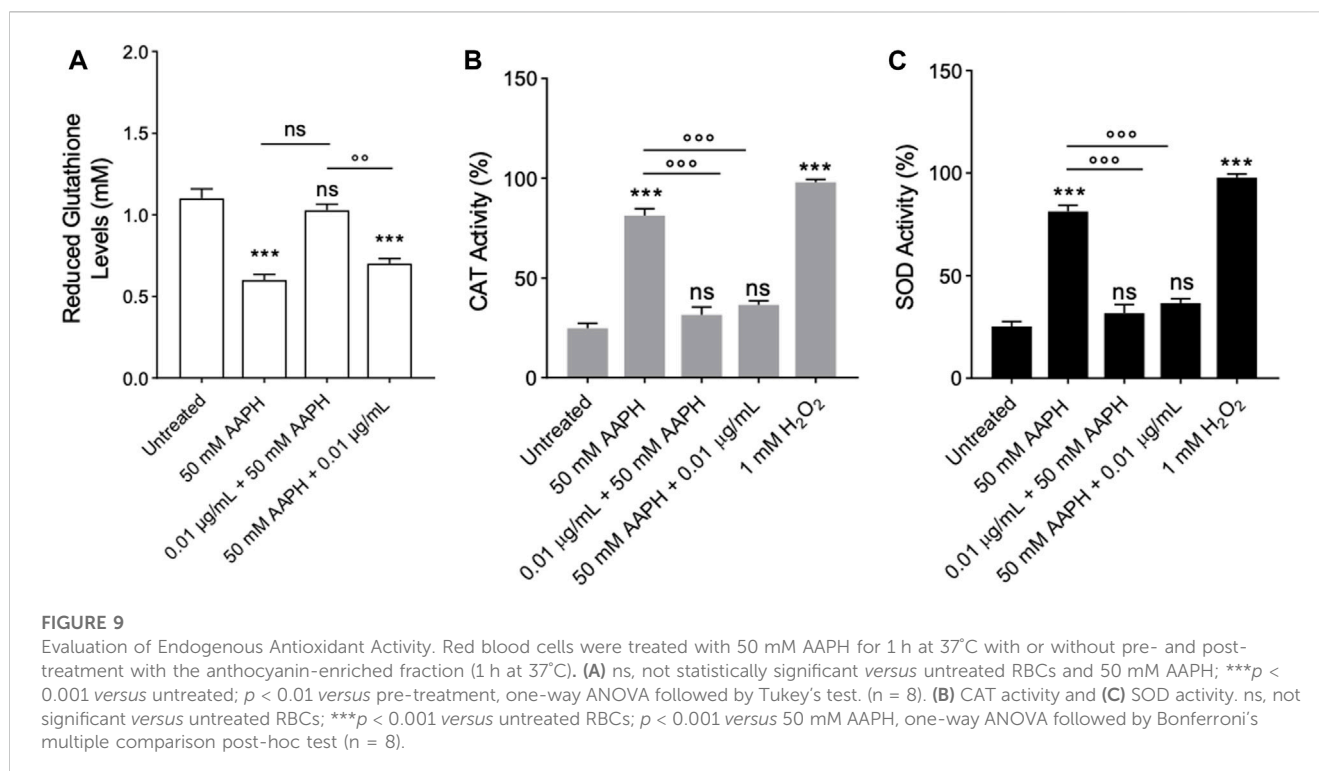 A
Reduced Glutathione
Levels (mM)
2.0
1.5
1.0
0.5
0.0
ns
°°
***
ns
***
Untreated
50 mM AAPH
0.01 µg/mL + 50 mM AAPH
50 mM AAPH + 0.01 µg/mL
B
CAT Activity (%)
150
100
50
0
°°°
°°°
***
ns
ns
***
Untreated
50 mM AAPH
0.01 µg/mL + 50 mM AAPH
50 mM AAPH + 0.01 µg/mL
1 mM H₂O₂
C
SOD Activity (%)
150
100
50
0
°°°
°°°
***
ns
ns
***
Untreated
50 mM AAPH
0.01 µg/mL + 50 mM AAPH
50 mM AAPH + 0.01 µg/mL
1 mM H₂O₂
FIGURE 9
Evaluation of Endogenous Antioxidant Activity. Red blood cells were treated with 50 mM AAPH for 1 h at 37°C with or without pre- and post-
treatment with the anthocyanin-enriched fraction (1 h at 37°C). (A) ns, not statistically significant versus untreated RBCs and 50 mM AAPH; ***p <
0.001 versus untreated; p < 0.01 versus pre-treatment, one-way ANOVA followed by Tukey's test. (n = 8). (B) CAT activity and (C) SOD activity. ns, not
significant versus untreated RBCs; ***p < 0.001 versus untreated RBCs; p < 0.001 versus 50 mM AAPH, one-way ANOVA followed by Bonferroni's
multiple comparison post-hoc test (n = 8).